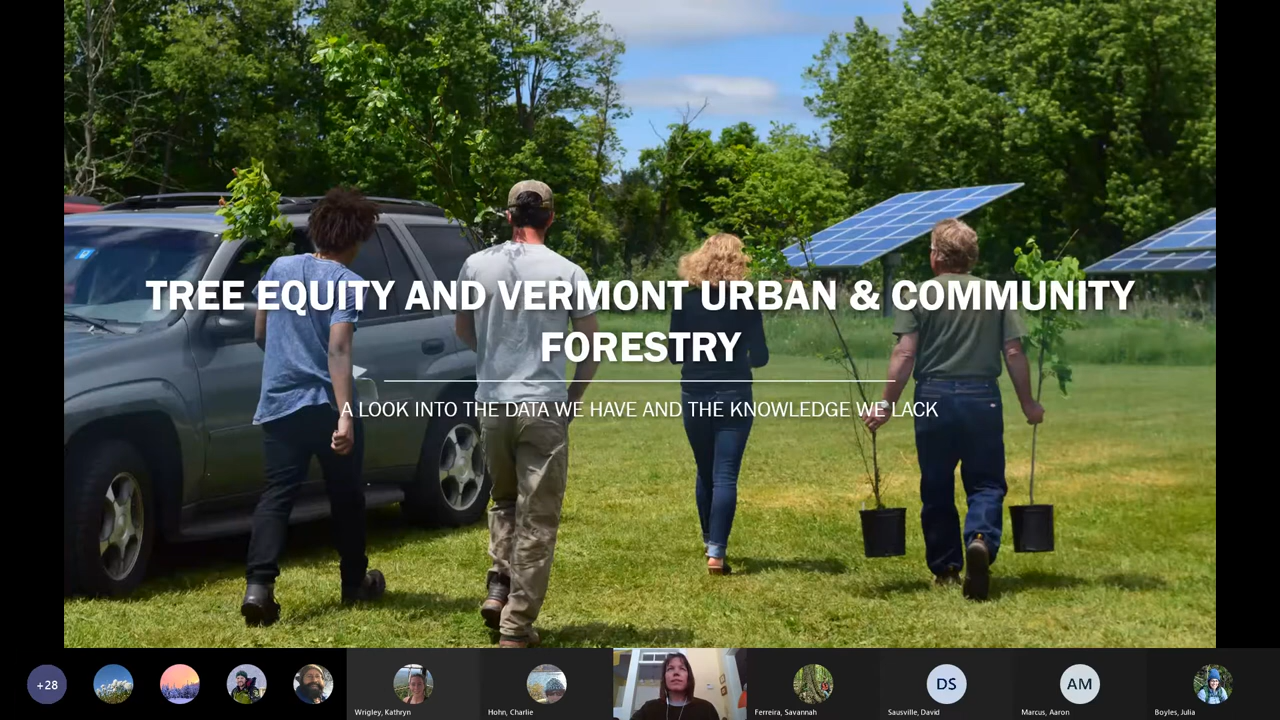 TREE EQUITY AND VERMONT URBAN & COMMUNITY
FORESTRY
A LOOK INTO THE DATA WE HAVE AND THE KNOWLEDGE WE LACK
+28
Wrigley, Kathryn
Hohn, Charlie
Ferreira, Savannah
DS
Sausville, David
AM
Marcus, Aaron
Boyles, Julia